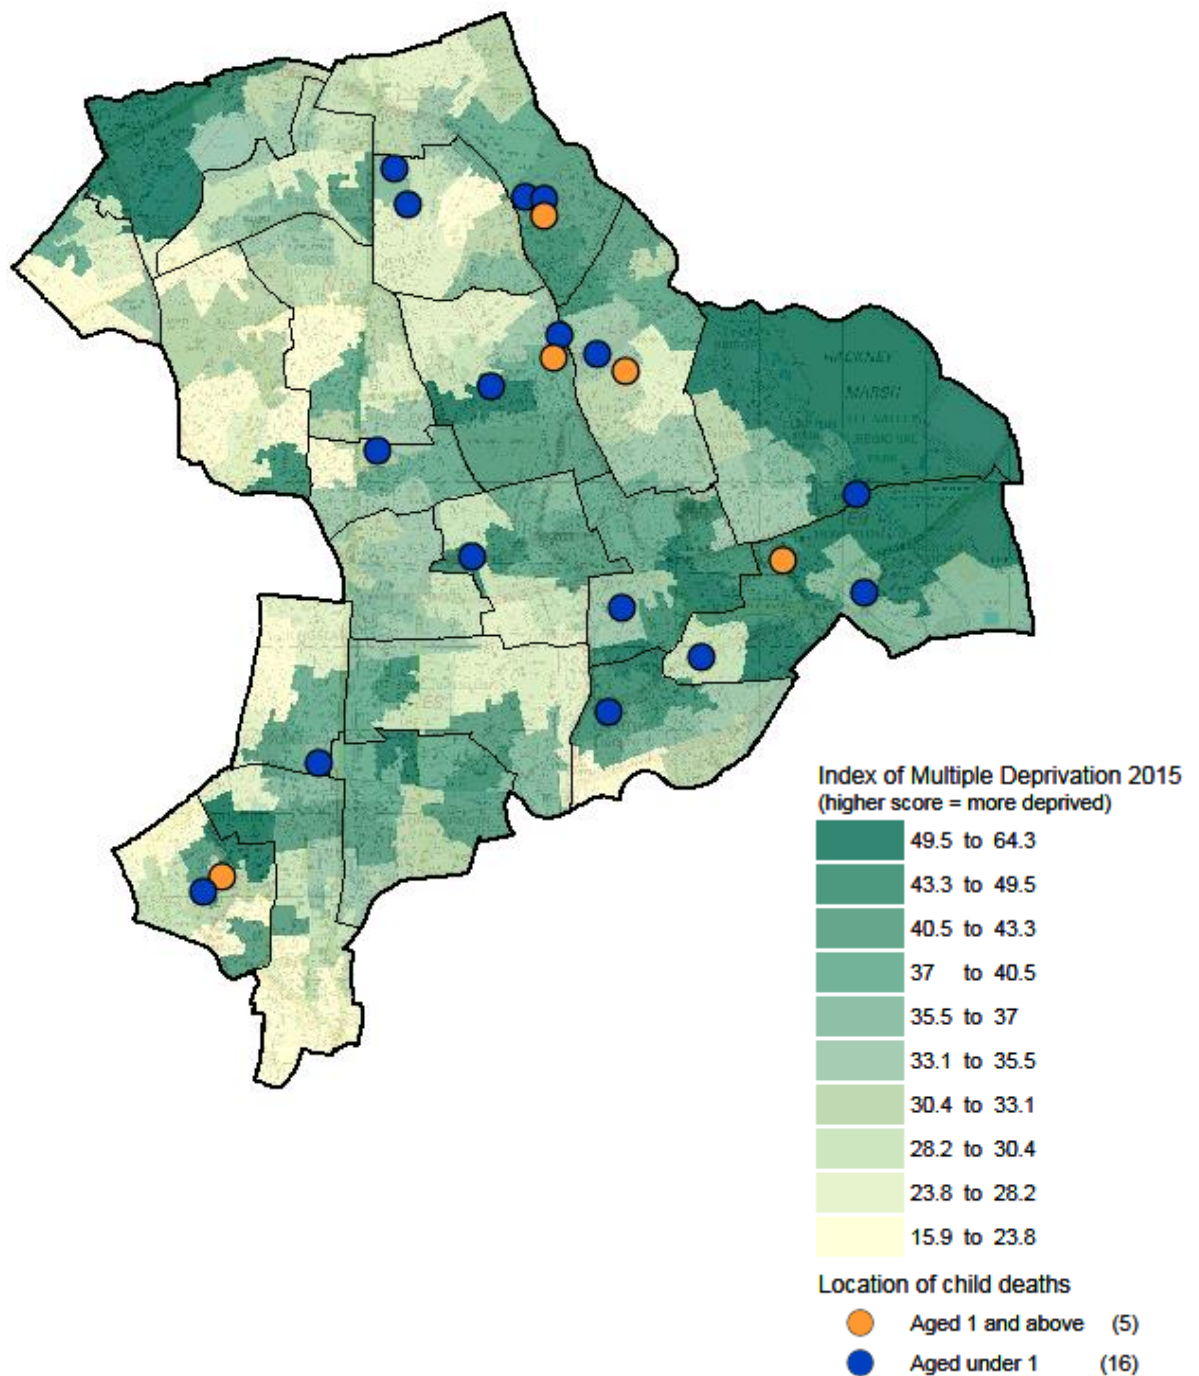 HACKNEY
MARSH
Index of Multiple Deprivation 2015
(higher score = more deprived)
49.5 to 64.3
43.3 to 49.5
40.5 to 43.3
37 to 40.5
35.5 to 37
33.1 to 35.5
30.4 to 33.1
28.2 to 30.4
23.8 to 28.2
15.9 to 23.8
Location of child deaths
Aged 1 and above (5)
Aged under 1 (16)